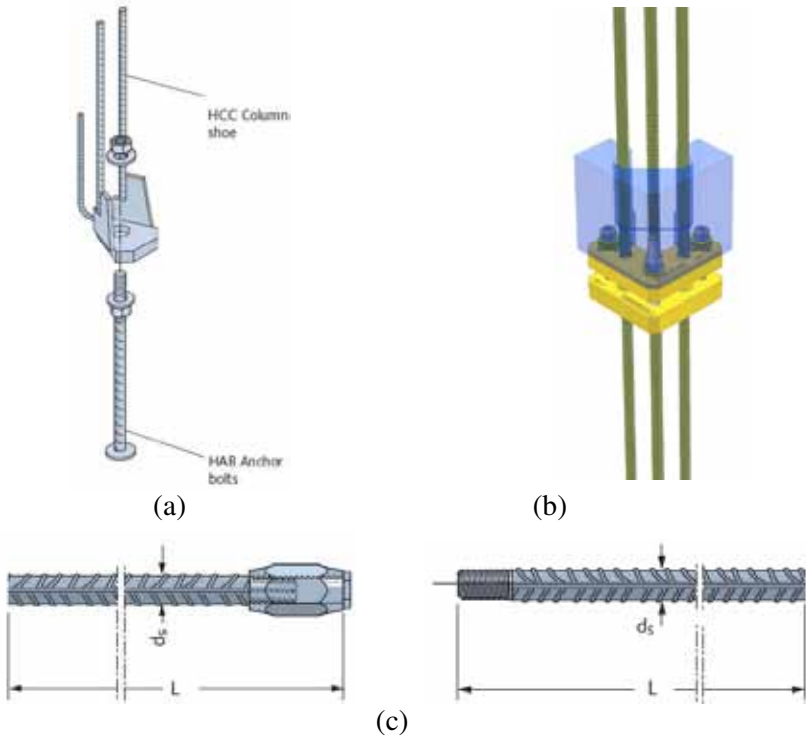 HCC Column
shoe
HAB Anchor
bolts
(a)
(b)
ds
L
ds
L
(c)